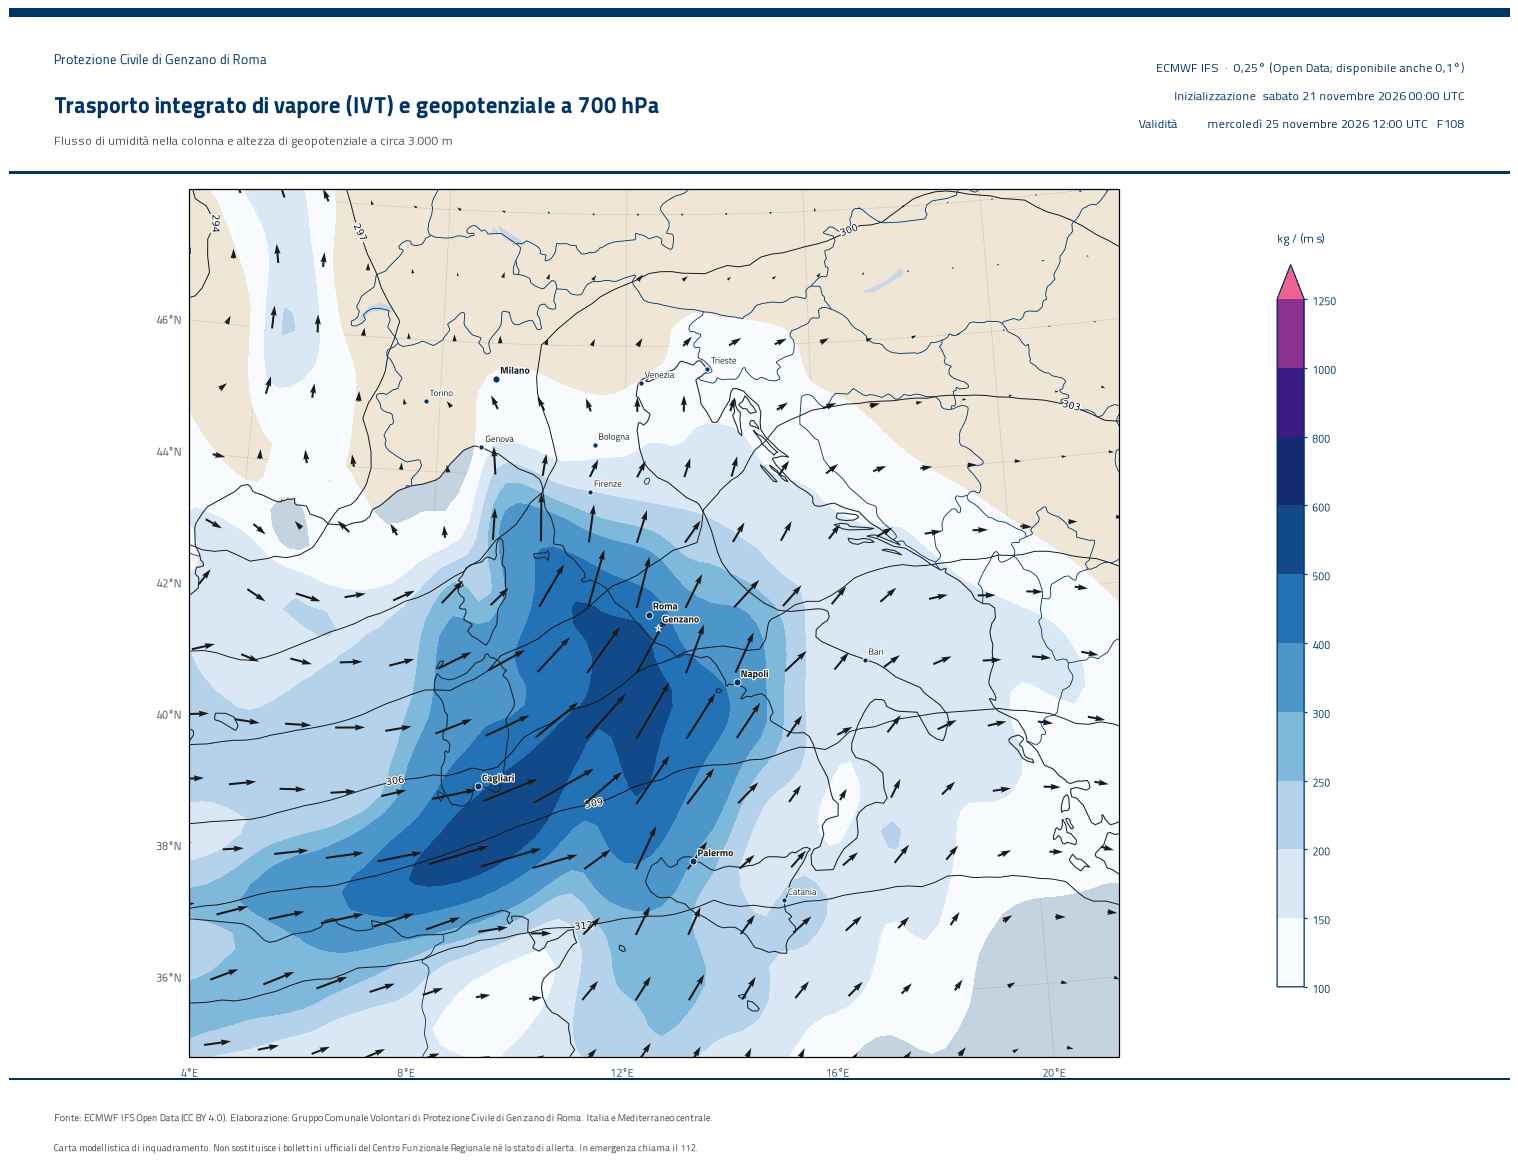 Protezione Civile di Genzano di Roma
Trasporto integrato di vapore (IVT) e geopotenziale a 700 hPa
Flusso di umidità nella colonna e altezza di geopotenziale a circa 3.000 m
ECMWF IFS · 0,25° (Open Data; disponibile anche 0,1°)
Inizializzazione sabato 21 novembre 2026 00:00 UTC
Validità mercoledì 25 novembre 2026 12:00 UTC F108
294
297
300
303
306
309
312
46°N
44°N
42°N
40°N
38°N
36°N
4°E
8°E
12°E
16°E
20°E
Milano
Torino
Trieste
Venezia
Genova
Bologna
Firenze
Roma
Genzano
Napoli
Bari
Cagliari
Palermo
Catania
kg / (m s)
1250
1000
800
600
500
400
300
250
200
150
100
Fonte: ECMWF IFS Open Data (CC BY 4.0). Elaborazione: Gruppo Comunale Volontari di Protezione Civile di Genzano di Roma. Italia e Mediterraneo centrale.
Carta modellistica di inquadramento. Non sostituisce i bollettini ufficiali del Centro Funzionale Regionale né lo stato di allerta. In emergenza chiama il 112.